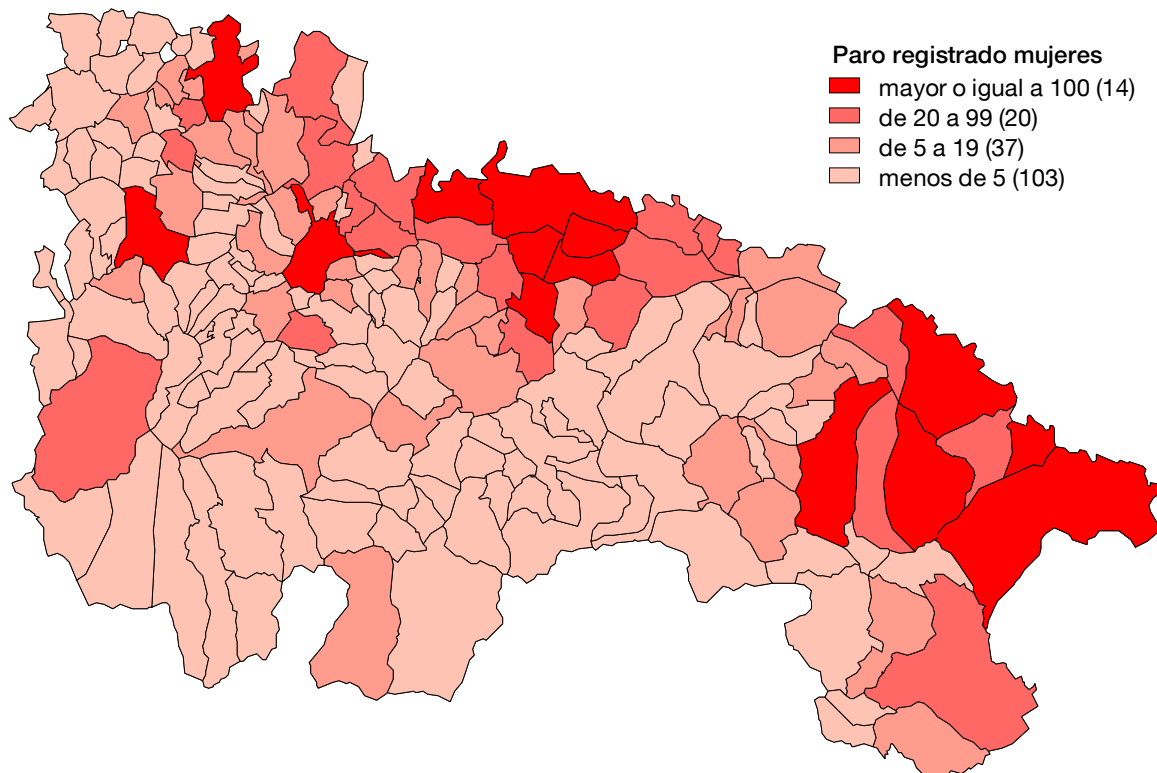 Paro registrado mujeres
mayor o igual a 100 (14)
de 20 a 99 (20)
de 5 a 19 (37)
menos de 5 (103)